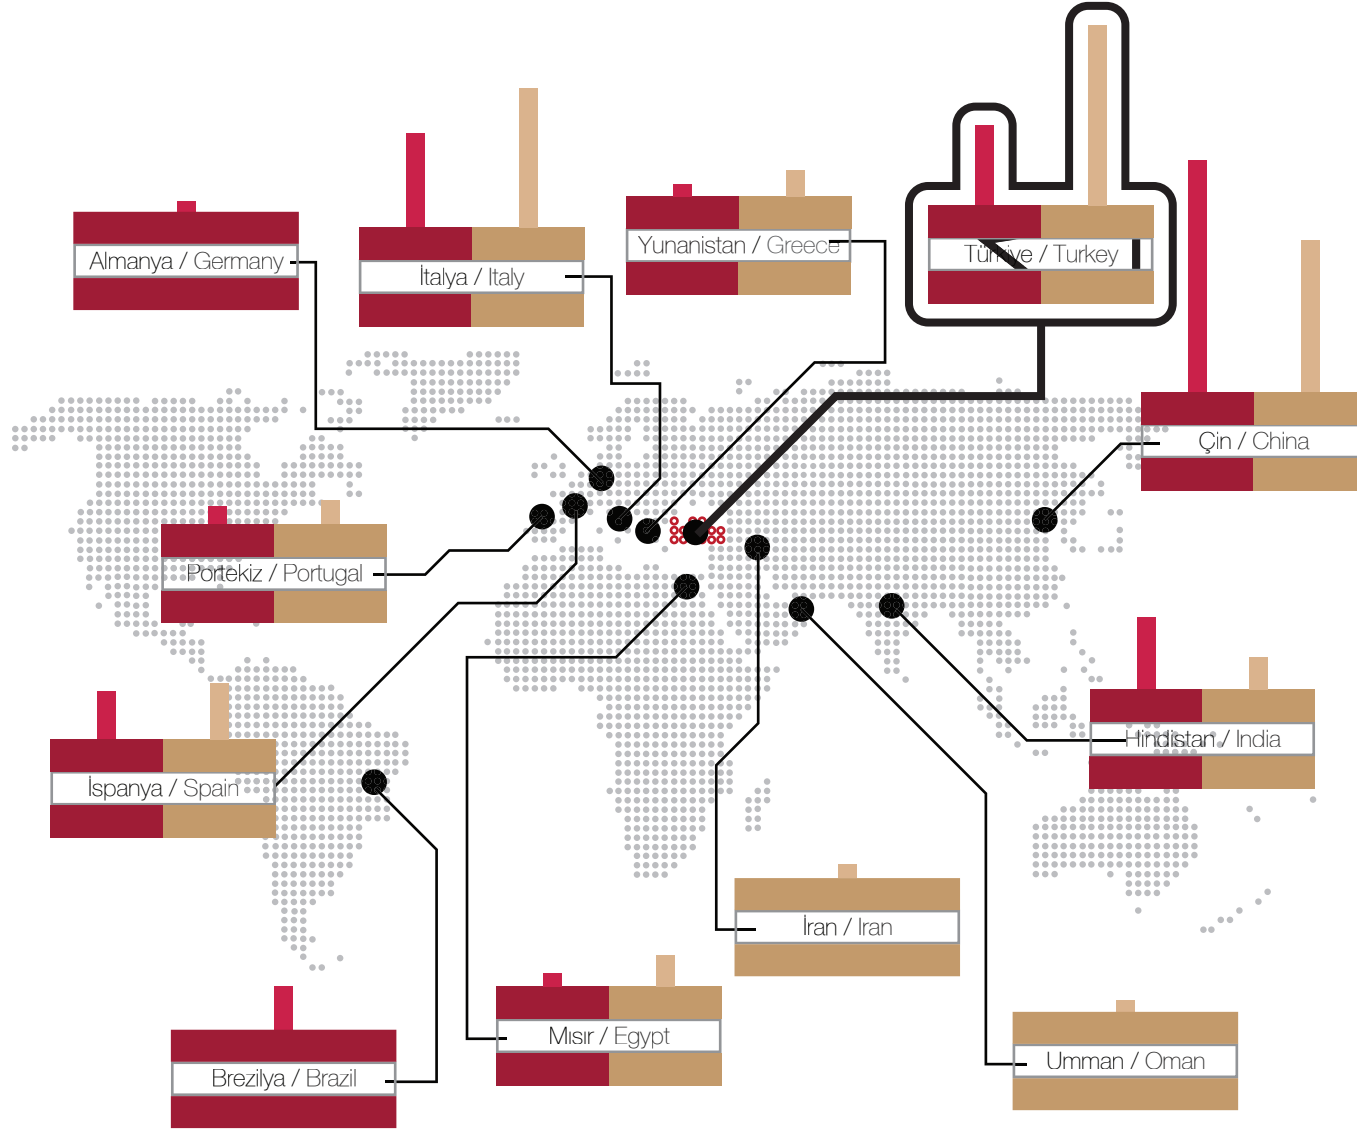 Almanya / Germany
İtalya / Italy
Yunanistan / Greece
Türkiye / Turkey
Çin / China
Portekiz / Portugal
İspanya / Spain
Hindistan / India
İran / Iran
Mısır / Egypt
Umman / Oman
Brezilya / Brazil